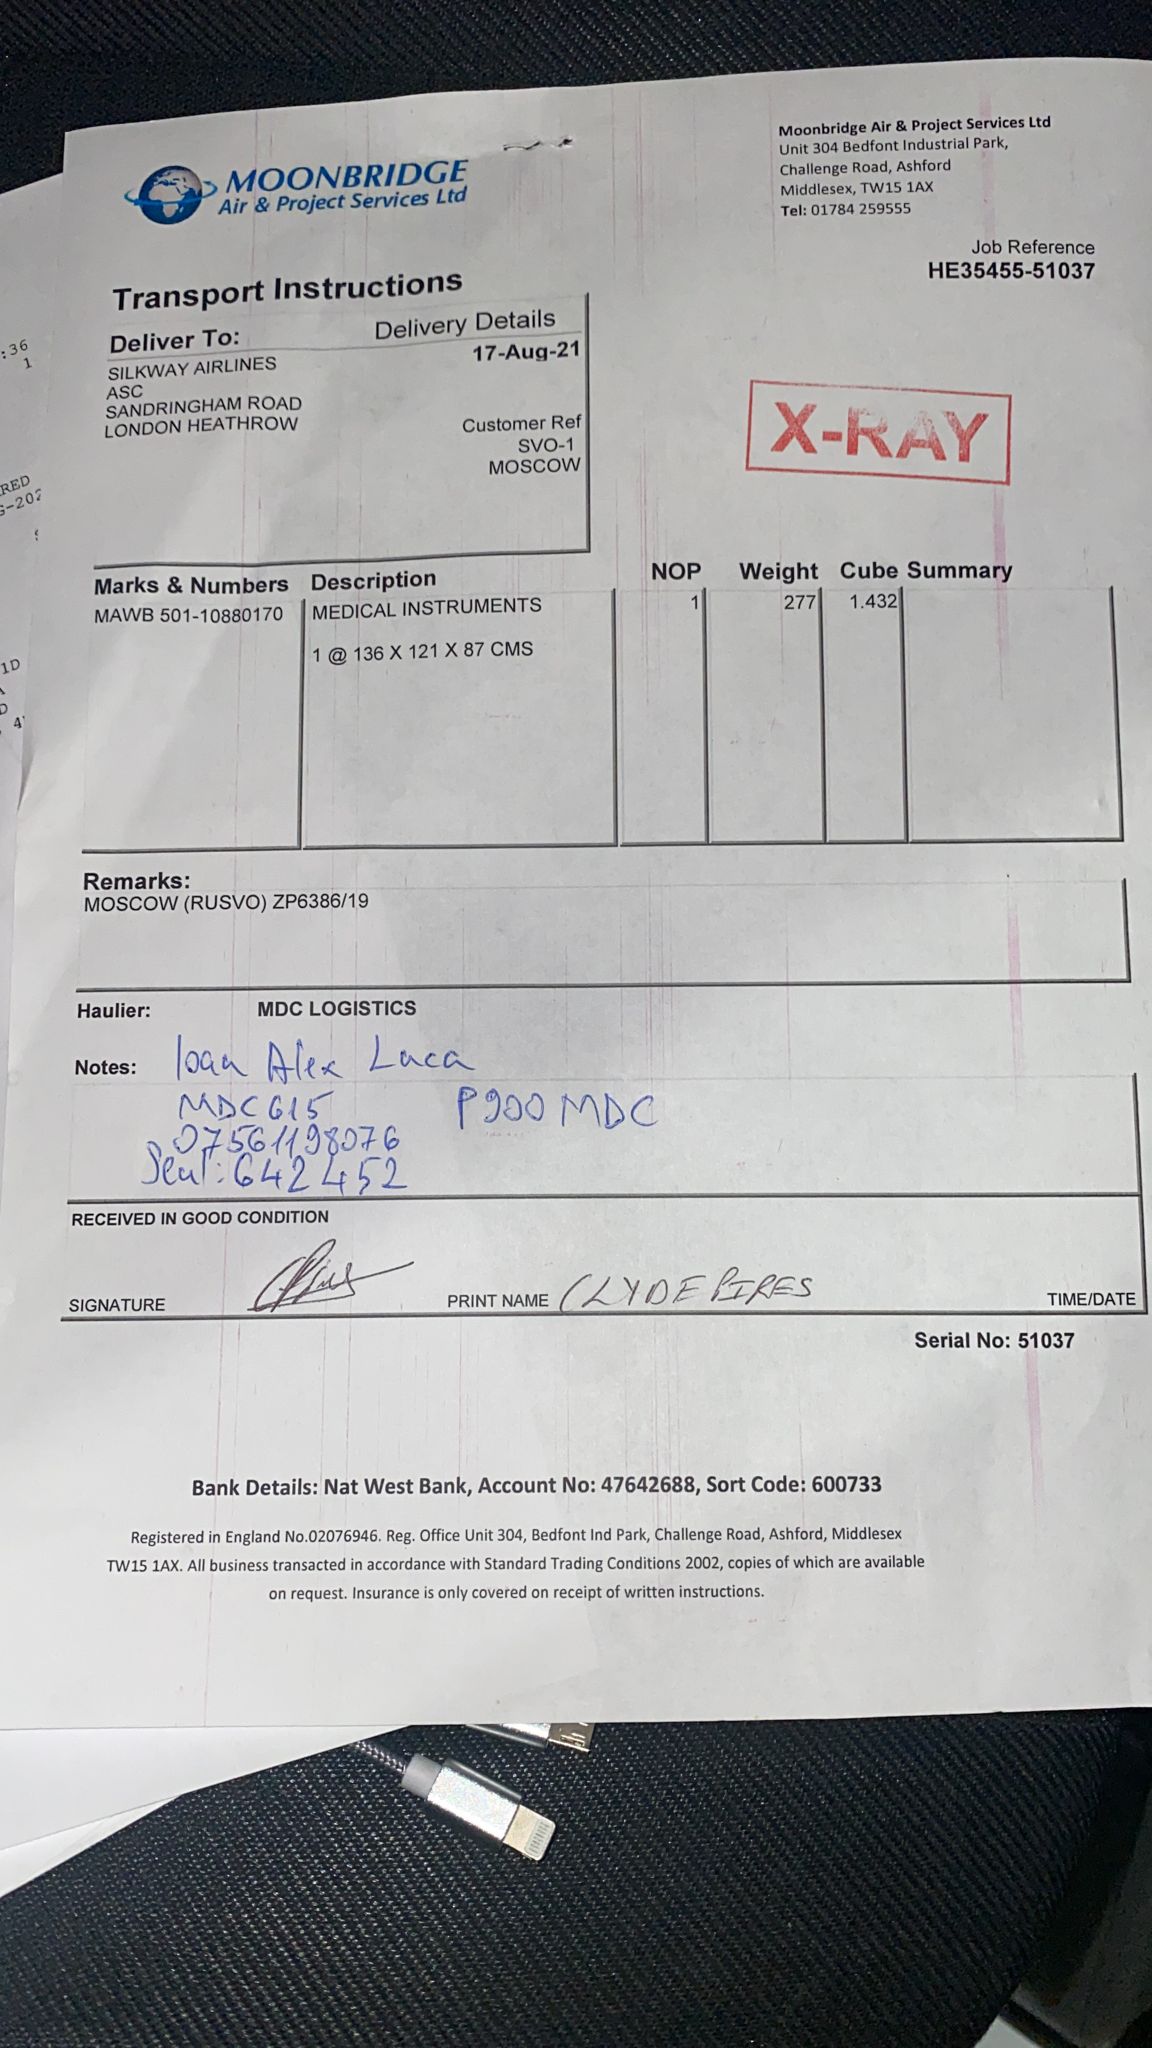 MOONBRIDGE
Air & Project Services Ltd
Moonbridge Air & Project Services Ltd
Unit 304 Bedfont Industrial Park,
Challenge Road, Ashford
Middlesex, TW15 1AX
Tel: 01784 259555
Job Reference
HE35455-51037
Transport Instructions
Deliver To: Delivery Details
SILKWAY AIRLINES 17-Aug-21
ASC
SANDRINGHAM ROAD
LONDON HEATHROW Customer Ref
SVO-1
MOSCOW
X-RAY
Marks & Numbers Description NOP Weight Cube Summary
MAWB 501-10880170 MEDICAL INSTRUMENTS 1 277 1.432
1 @ 136 X 121 X 87 CMS
Remarks:
MOSCOW (RUSVO) ZP6386/19
Haulier: MDC LOGISTICS
Notes: Ioan Alex Luca
MDC615 P900 MDC
07561198076
Seal: 642452
RECEIVED IN GOOD CONDITION
SIGNATURE PRINT NAME CLYDE PIRES TIME/DATE
Serial No: 51037
Bank Details: Nat West Bank, Account No: 47642688, Sort Code: 600733
Registered in England No.02076946. Reg. Office Unit 304, Bedfont Ind Park, Challenge Road, Ashford, Middlesex
TW15 1AX. All business transacted in accordance with Standard Trading Conditions 2002, copies of which are available
on request. Insurance is only covered on receipt of written instructions.
:36
1
RED
1D
D